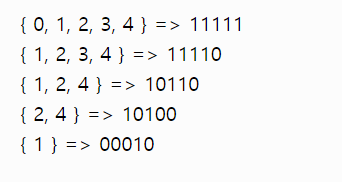 { 0, 1, 2, 3, 4 } => 11111
{ 1, 2, 3, 4 } => 11110
{ 1, 2, 4 } => 10110
{ 2, 4 } => 10100
{ 1 } => 00010